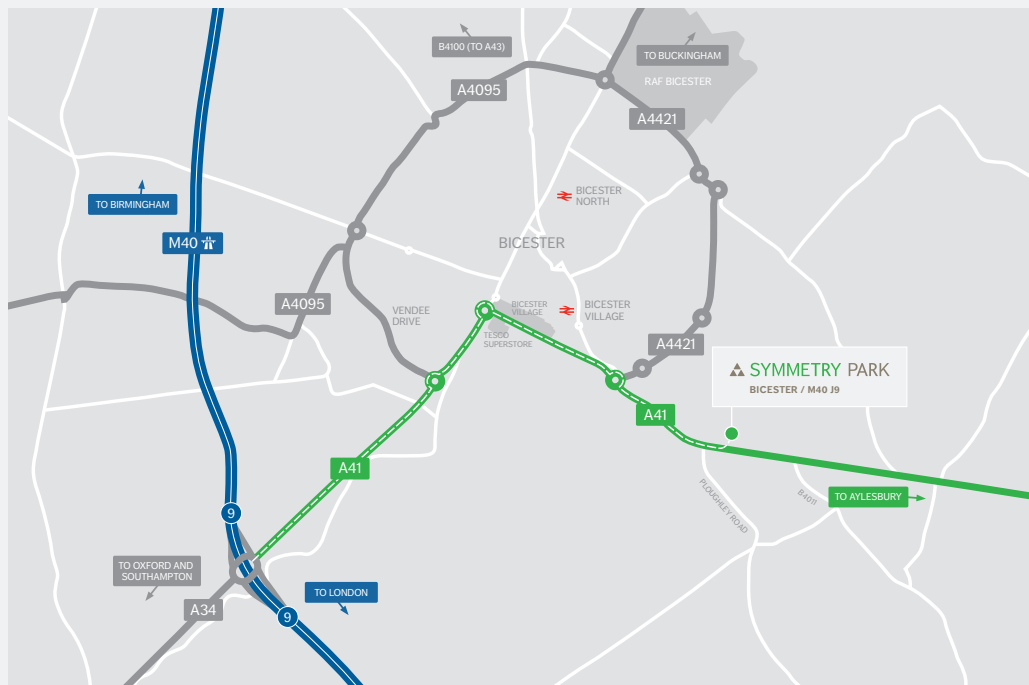 B4100 (TO A43)
TO BUCKINGHAM
RAF BICESTER
A4095
A4421
TO BIRMINGHAM
BICESTER
NORTH
M40
BICESTER
A4095
VENDEE
DRIVE
BICESTER
VILLAGE
BICESTER
VILLAGE
TESCO
SUPERSTORE
A4421
SYMMETRY PARK
BICESTER / M40 J9
A41
A41
PLOUGHLEY ROAD
B4011
TO AYLESBURY
9
TO OXFORD AND
SOUTHAMPTON
TO LONDON
A34
9